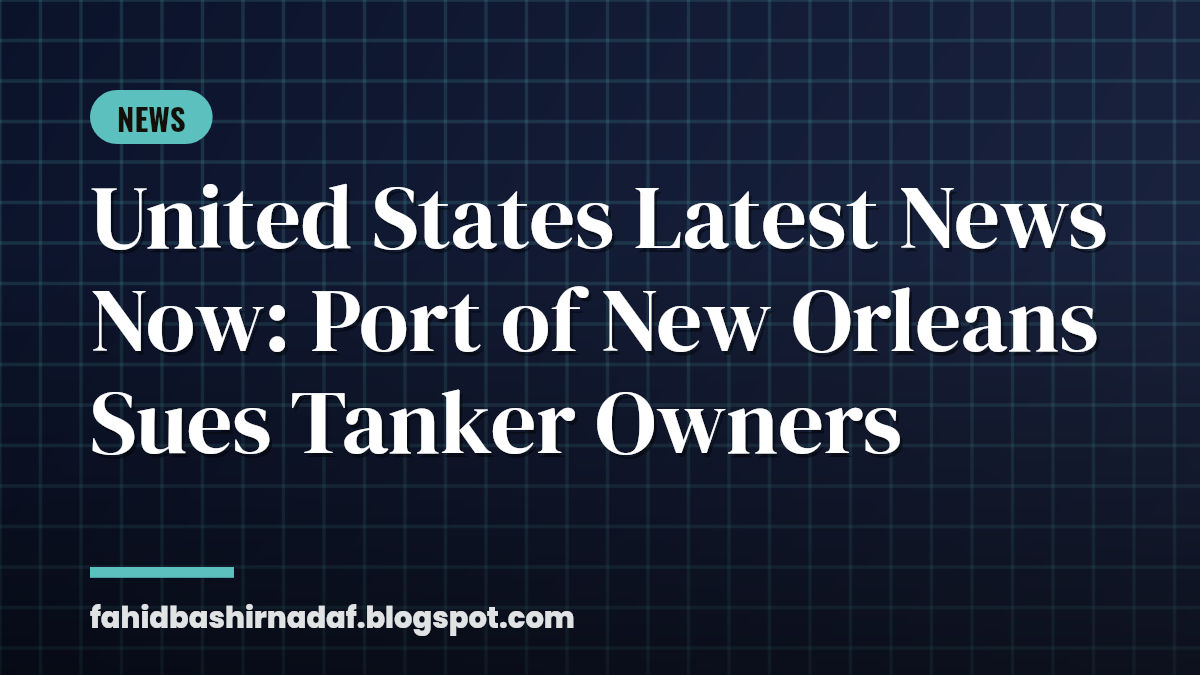 NEWS
United States Latest News
Now: Port of New Orleans
Sues Tanker Owners
fahidbashirnadaf.blogspot.com